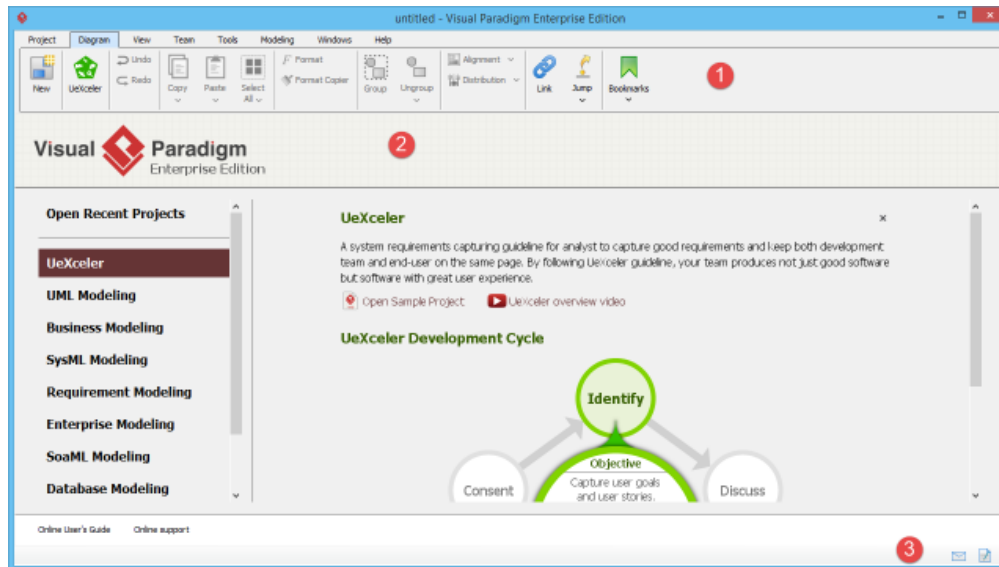 untitled - Visual Paradigm Enterprise Edition
Project Diagram View Team Tools Modeling Windows Help
New UeXceler Undo Redo Copy Paste Select All Format Format Copier Group Ungroup Alignment Distribution Link Jump Bookmarks
1
Visual Paradigm
Enterprise Edition
2
Open Recent Projects
UeXceler
UML Modeling
Business Modeling
SysML Modeling
Requirement Modeling
Enterprise Modeling
SoaML Modeling
Database Modeling
UeXceler
A system requirements capturing guideline for analyst to capture good requirements and keep both development
team and end-user on the same page. By following UeXceler guideline, your team produces not just good software
but software with great user experience.
Open Sample Project UeXceler overview video
UeXceler Development Cycle
Identify
Objective
Capture user goals
and user stories.
Consent
Discuss
Online User's Guide Online support
3